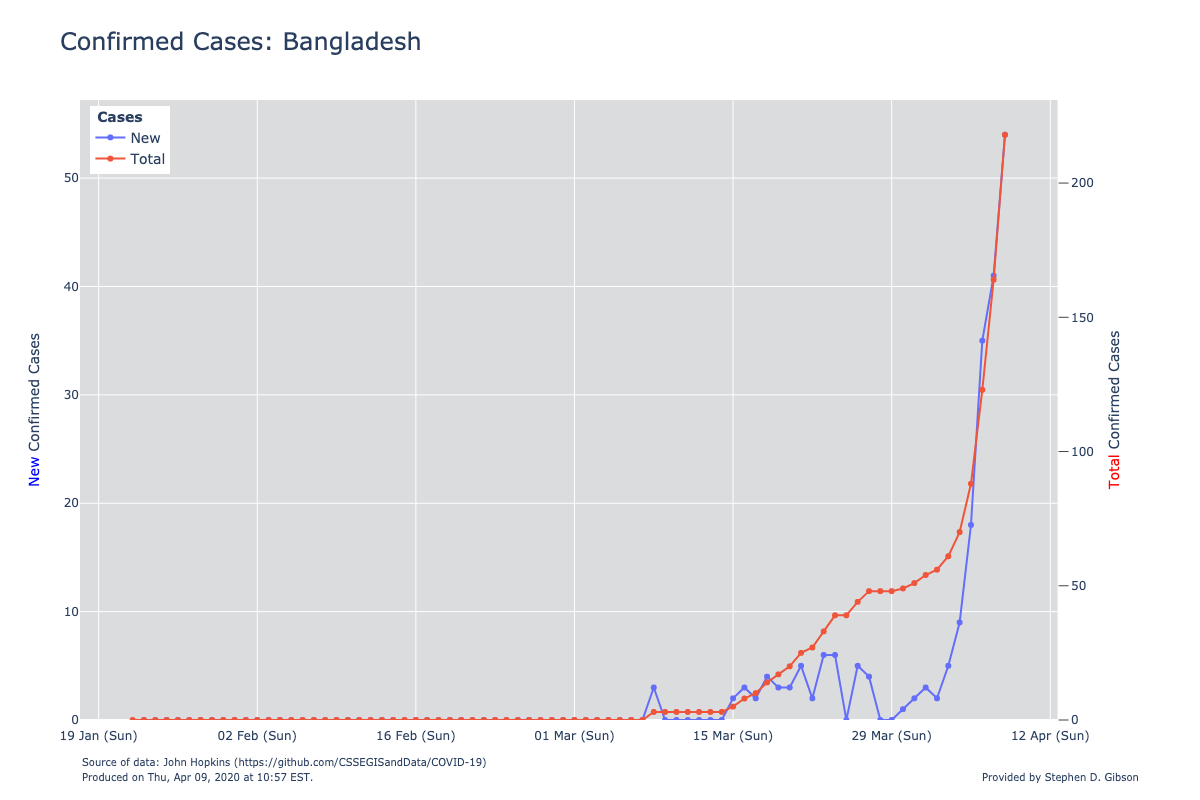 Confirmed Cases: Bangladesh
Cases
New
Total
50
40
30
20
10
0
200
150
100
50
0
New Confirmed Cases
Total Confirmed Cases
19 Jan (Sun) 02 Feb (Sun) 16 Feb (Sun) 01 Mar (Sun) 15 Mar (Sun) 29 Mar (Sun) 12 Apr (Sun)
Source of data: John Hopkins (https://github.com/CSSEGISandData/COVID-19)
Produced on Thu, Apr 09, 2020 at 10:57 EST.
Provided by Stephen D. Gibson